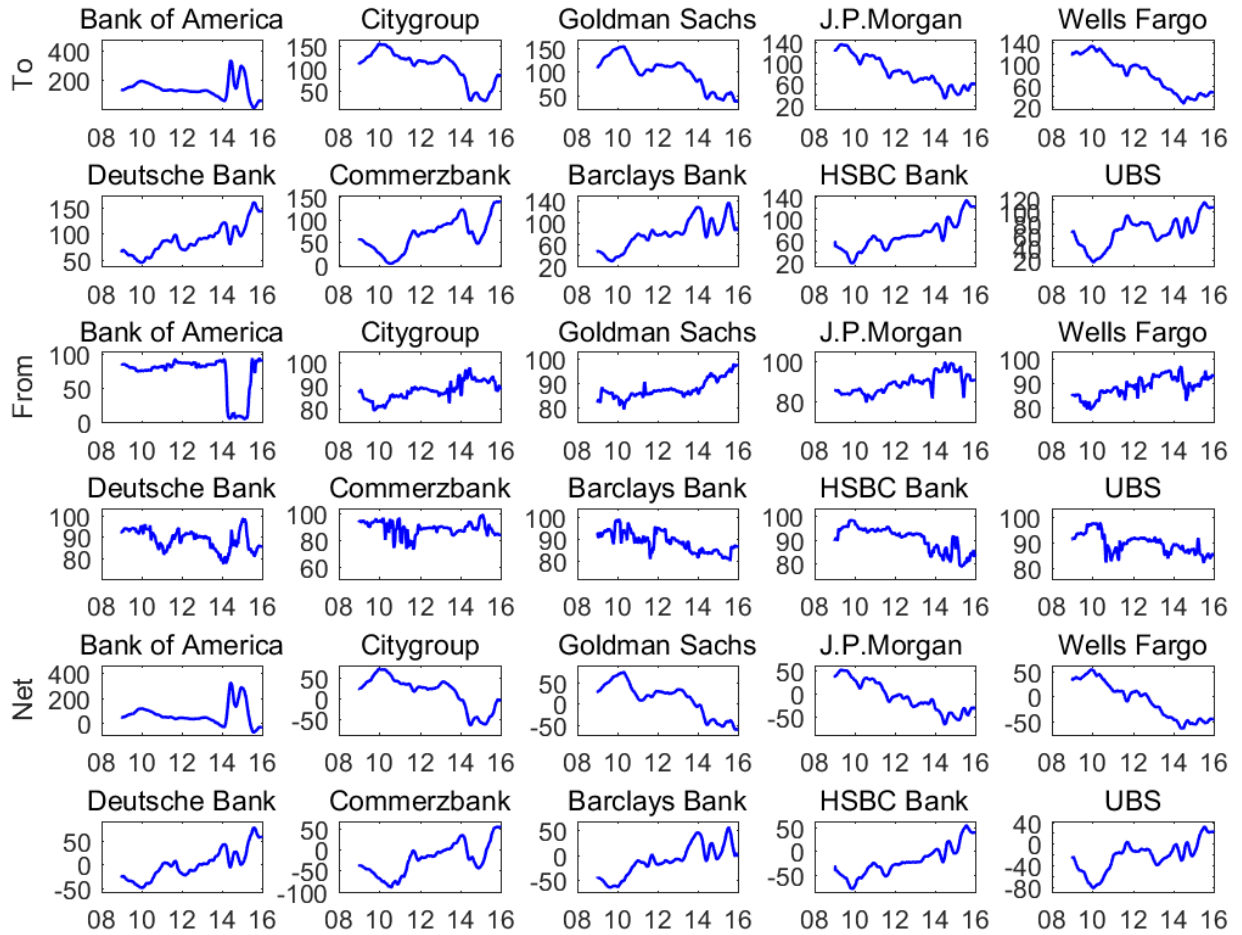 Bank of America Citygroup Goldman Sachs J.P.Morgan Wells Fargo
To
400 200
150 100 50
150 100 50
140 100 60 20
140 100 60 20
08 10 12 14 16 08 10 12 14 16 08 10 12 14 16 08 10 12 14 16 08 10 12 14 16
Deutsche Bank Commerzbank Barclays Bank HSBC Bank UBS
150 100 50
150 100 50 0
140 100 60 20
140 100 60 20
120 100 80 60 40 20
08 10 12 14 16 08 10 12 14 16 08 10 12 14 16 08 10 12 14 16 08 10 12 14 16
Bank of America Citygroup Goldman Sachs J.P.Morgan Wells Fargo
From
100 50 0
100 90 80
100 90 80
100 80
100 90 80
08 10 12 14 16 08 10 12 14 16 08 10 12 14 16 08 10 12 14 16 08 10 12 14 16
Deutsche Bank Commerzbank Barclays Bank HSBC Bank UBS
100 90 80
100 80 60
100 90 80
100 90 80
100 90 80
08 10 12 14 16 08 10 12 14 16 08 10 12 14 16 08 10 12 14 16 08 10 12 14 16
Bank of America Citygroup Goldman Sachs J.P.Morgan Wells Fargo
Net
400 200 0
50 0 -50
50 0 -50
50 0 -50
50 0 -50
08 10 12 14 16 08 10 12 14 16 08 10 12 14 16 08 10 12 14 16 08 10 12 14 16
Deutsche Bank Commerzbank Barclays Bank HSBC Bank UBS
50 0 -50
50 0 -50 -100
50 0 -50
50 0 -50
40 0 -40 -80
08 10 12 14 16 08 10 12 14 16 08 10 12 14 16 08 10 12 14 16 08 10 12 14 16